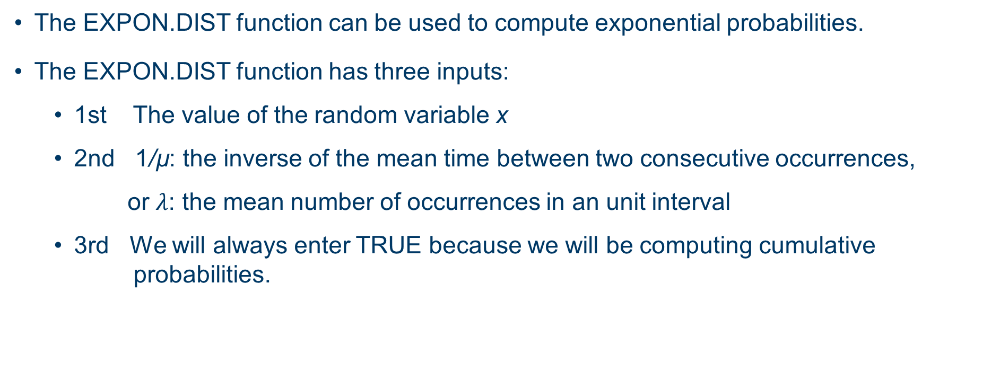 • The EXPON.DIST function can be used to compute exponential probabilities.
• The EXPON.DIST function has three inputs:
• 1st The value of the random variable x
• 2nd 1/μ: the inverse of the mean time between two consecutive occurrences,
or λ: the mean number of occurrences in an unit interval
• 3rd We will always enter TRUE because we will be computing cumulative
probabilities.